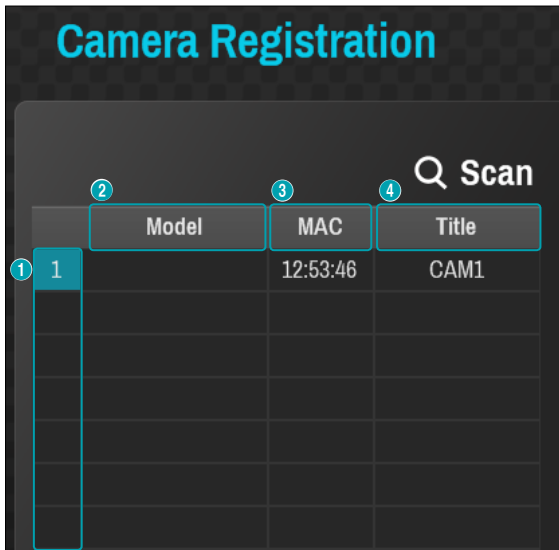 Camera Registration
Scan
2 3 4
Model MAC Title
1 1 12:53:46 CAM1